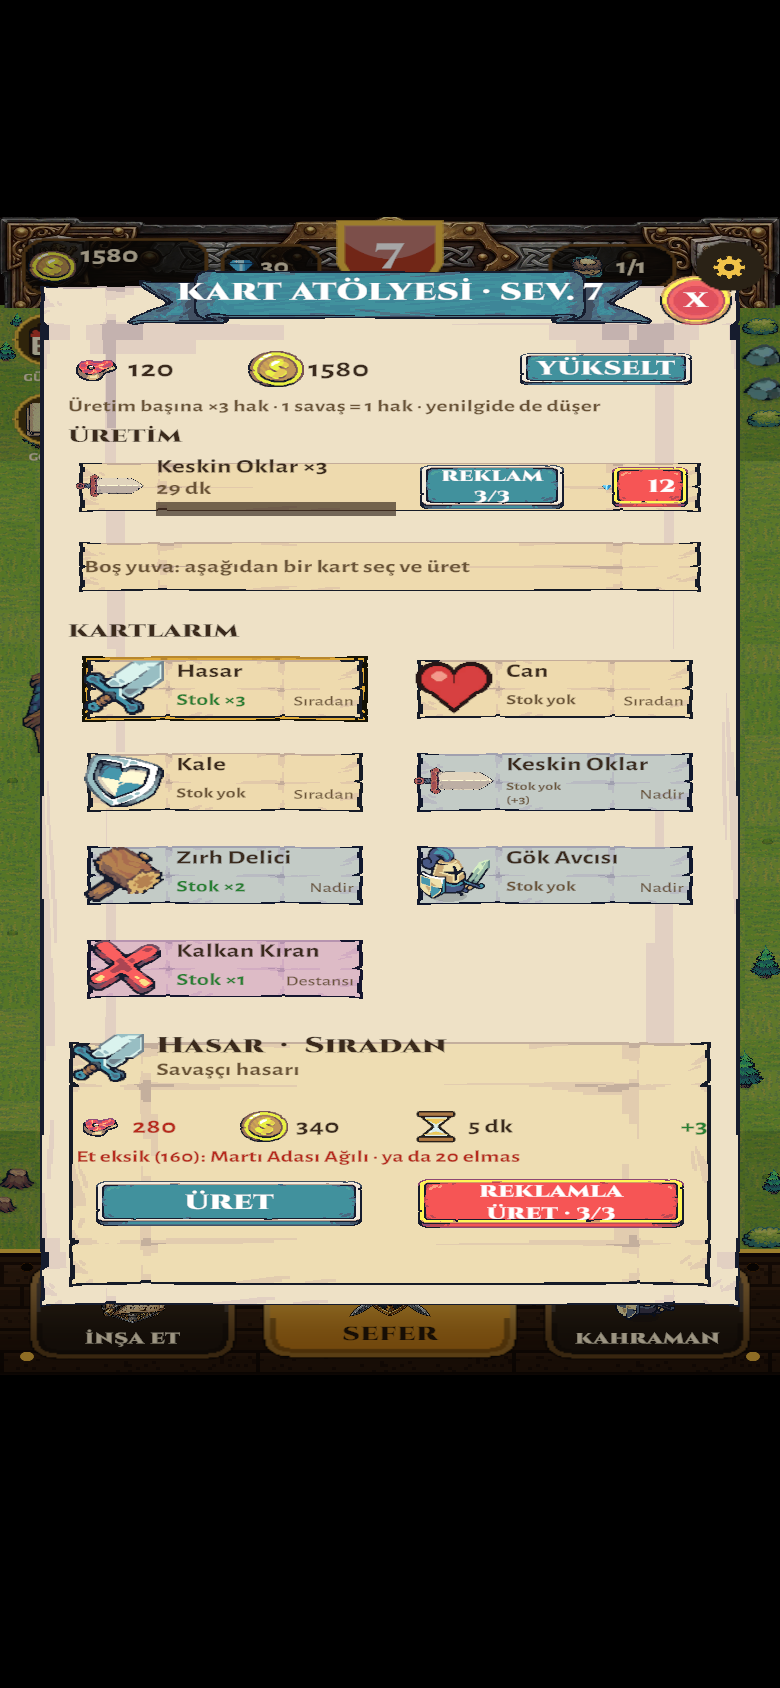 1580
30
7
1/1
KART ATÖLYESİ · SEV. 7
X
120
1580
YÜKSELT
Üretim başına ×3 hak · 1 savaş = 1 hak · yenilgide de düşer
ÜRETİM
Keskin Oklar ×3
29 dk
REKLAM
3/3
12
Boş yuva: aşağıdan bir kart seç ve üret
KARTLARIM
Hasar
Stok ×3
Sıradan
Can
Stok yok
Sıradan
Kale
Stok yok
Sıradan
Keskin Oklar
Stok yok
(+3)
Nadir
Zırh Delici
Stok ×2
Nadir
Gök Avcısı
Stok yok
Nadir
Kalkan Kıran
Stok ×1
Destansı
HASAR · SIRADAN
Savaşçı hasarı
280
340
5 dk
+3
Et eksik (160): Martı Adası Ağılı · ya da 20 elmas
ÜRET
REKLAMLA
ÜRET · 3/3
İNŞA ET
SEFER
KAHRAMAN